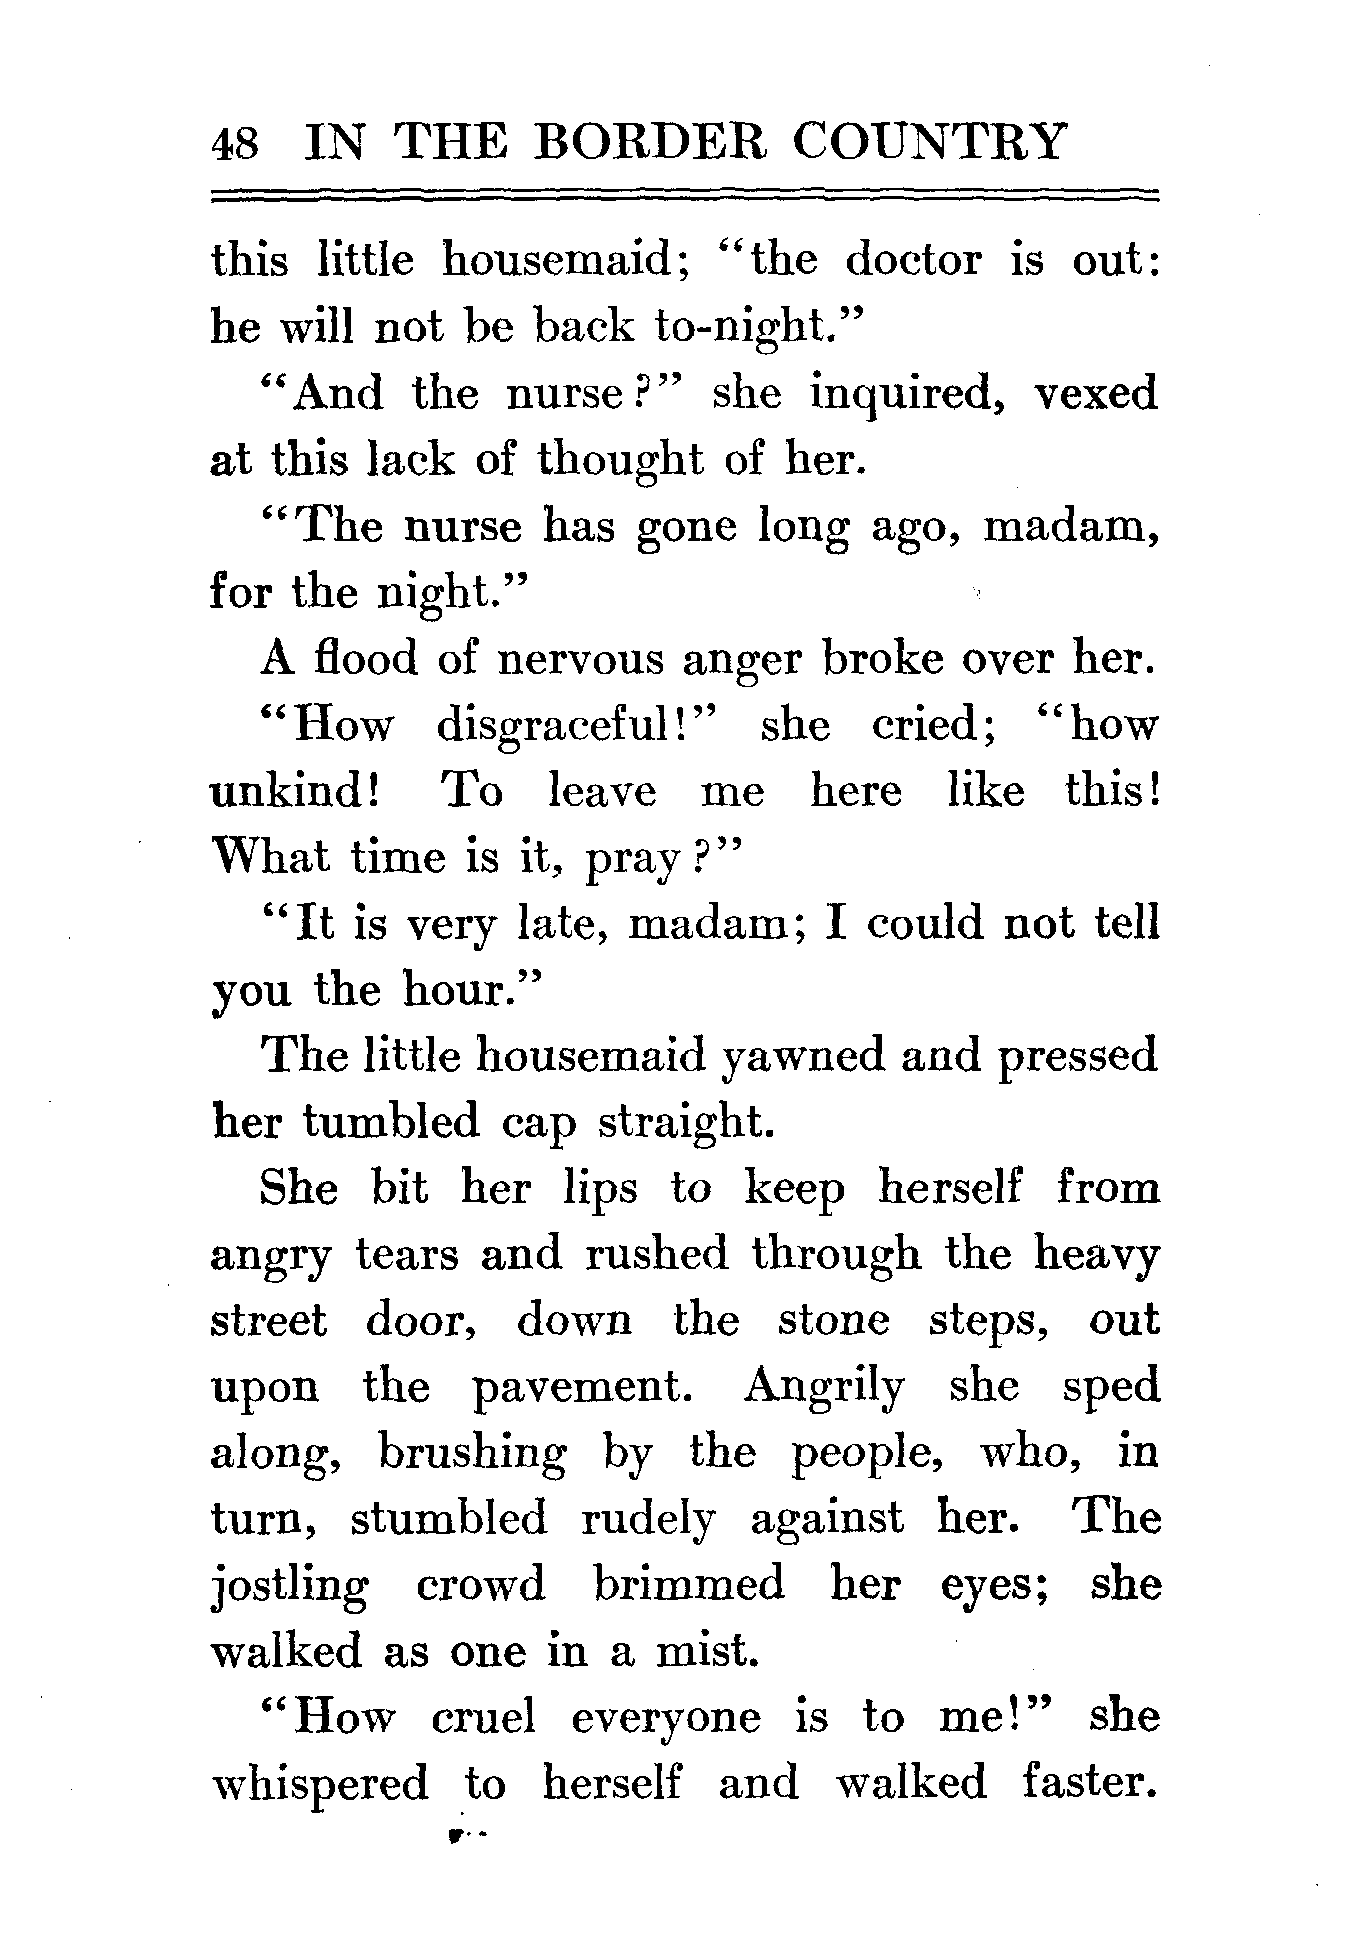 48 IN THE BORDER COUNTRY
this little housemaid; "the doctor is out:
he will not be back to-night."
"And the nurse?" she inquired, vexed
at this lack of thought of her.
"The nurse has gone long ago, madam,
for the night."
A flood of nervous anger broke over her.
"How disgraceful!" she cried; "how
unkind! To leave me here like this!
What time is it, pray?"
"It is very late, madam; I could not tell
you the hour."
The little housemaid yawned and pressed
her tumbled cap straight.
She bit her lips to keep herself from
angry tears and rushed through the heavy
street door, down the stone steps, out
upon the pavement. Angrily she sped
along, brushing by the people, who, in
turn, stumbled rudely against her. The
jostling crowd brimmed her eyes; she
walked as one in a mist.
"How cruel everyone is to me!" she
whispered to herself and walked faster.